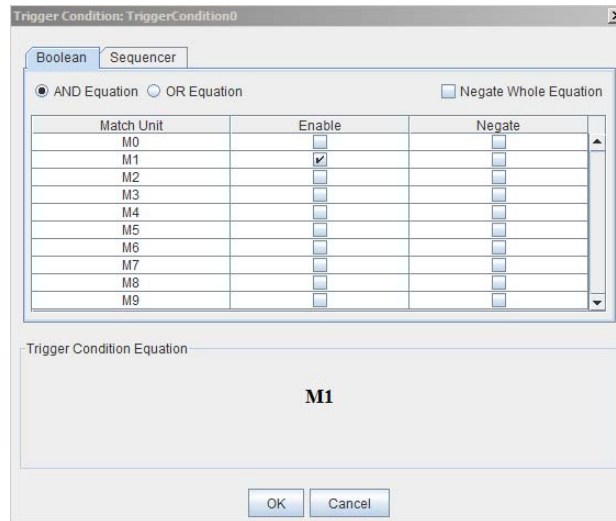 Trigger Condition: TriggerCondition0
Boolean Sequencer
AND Equation OR Equation Negate Whole Equation
Match Unit Enable Negate
M0
M1
M2
M3
M4
M5
M6
M7
M8
M9
Trigger Condition Equation
M1
OK Cancel